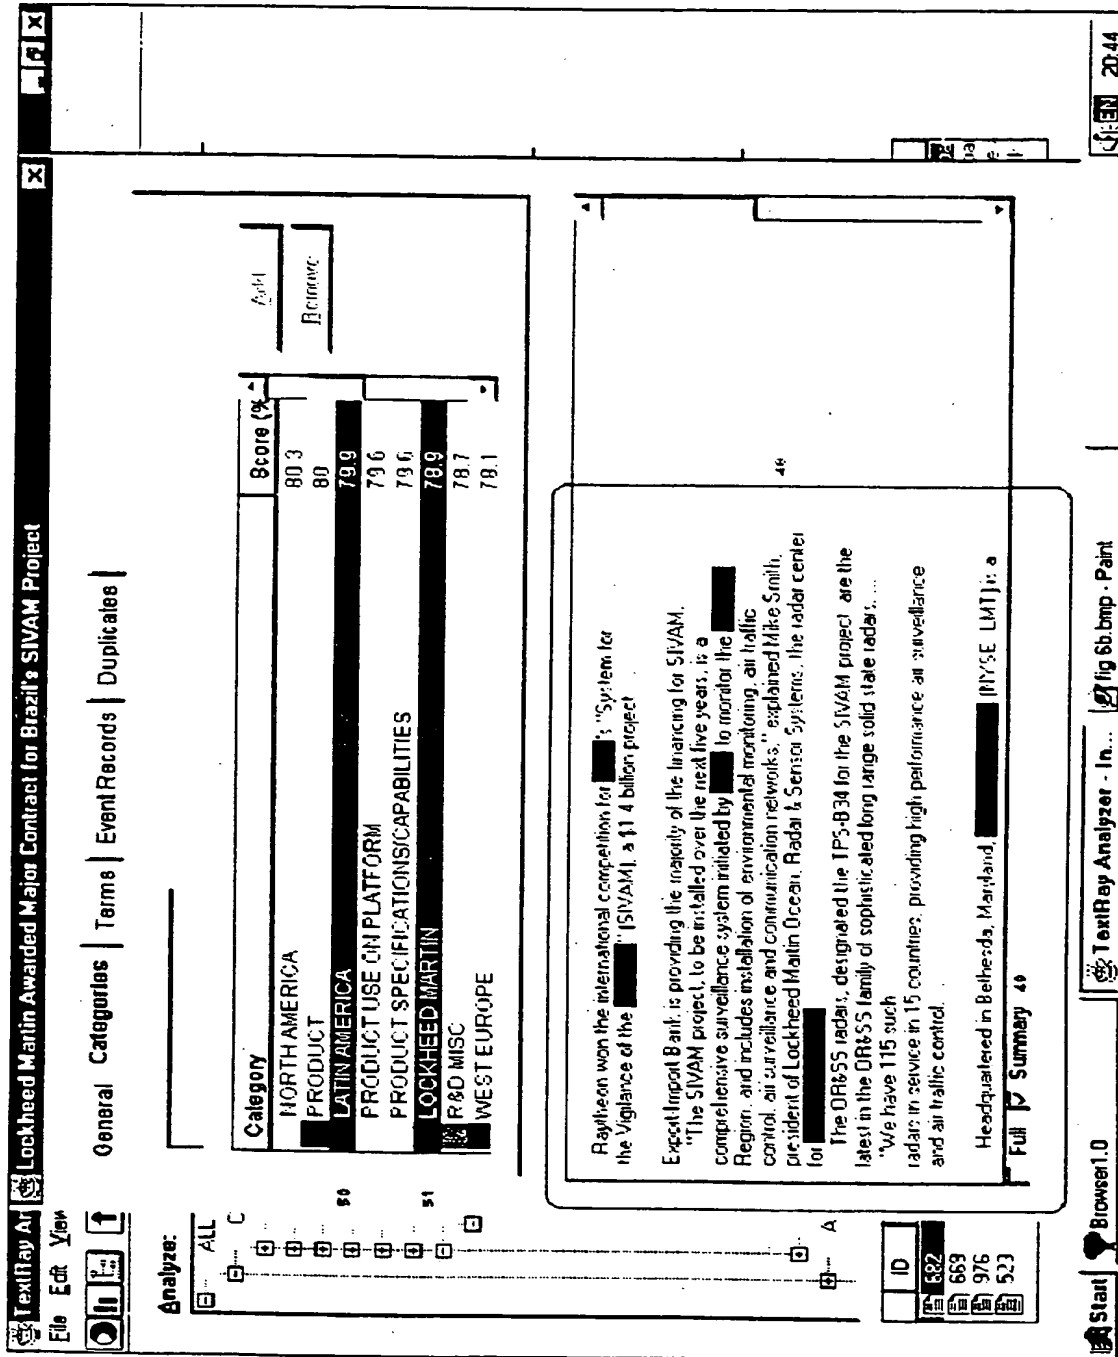 Lockheed Martin Awarded Major Contract for Brazil's SIVAM Project
File Edit View
General Categories Terms Event Records Duplicates
Analyze:
ALL
C
A
Category Score (%
NORTH AMERICA 80.3
PRODUCT 80
LATIN AMERICA 79.9
PRODUCT USE ON PLATFORM 79.6
PRODUCT SPECIFICATIONS/CAPABILITIES 79.6
LOCKHEED MARTIN 78.9
R&D MISC 78.7
WEST EUROPE 78.1
Add
Remove
50
51
ID
682
669
976
523
Raytheon won the international competition for 's "System for
the Vigilance of the " (SIVAM), a $1.4 billion project
Export-Import Bank, is providing the majority of the financing for SIVAM.
"The SIVAM project, to be installed over the next five years, is a
comprehensive surveillance system initiated by to monitor the
Region, and includes installation of environmental monitoring, air traffic
control, air surveillance and communication networks," explained Mike Smith,
president of Lockheed Martin Ocean, Radar & Sensor Systems, the radar center
for
The OR&SS radars, designated the TPS-B34 for the SIVAM project are the
latest in the OR&SS family of sophisticated long range solid state radars. ...
"We have 115 such
radars in service in 15 countries, providing high performance air surveillance
and air traffic control.
Headquartered in Bethesda, Maryland, (NYSE: LMT) is a
48
Full Summary 49
Start Browser1.0 TextRay Analyzer - In... fig 6b.bmp - Paint EN 20:44